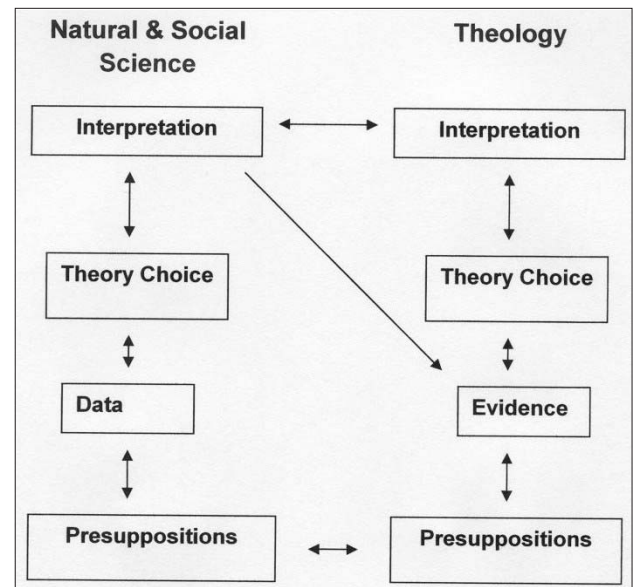 Natural & Social
Science
Theology
Interpretation
Interpretation
Theory Choice
Theory Choice
Data
Evidence
Presuppositions
Presuppositions